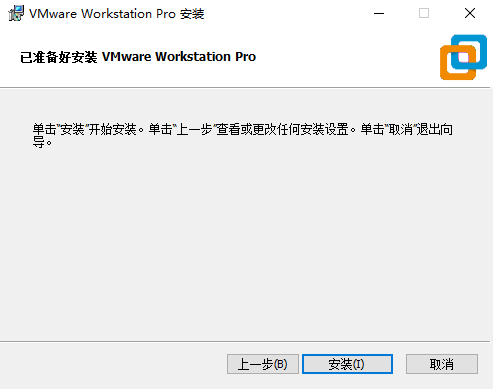 VMware Workstation Pro 安装
已准备好安装 VMware Workstation Pro
单击“安装”开始安装。单击“上一步”查看或更改任何安装设置。单击“取消”退出向
导。
上一步(B) 安装(I) 取消